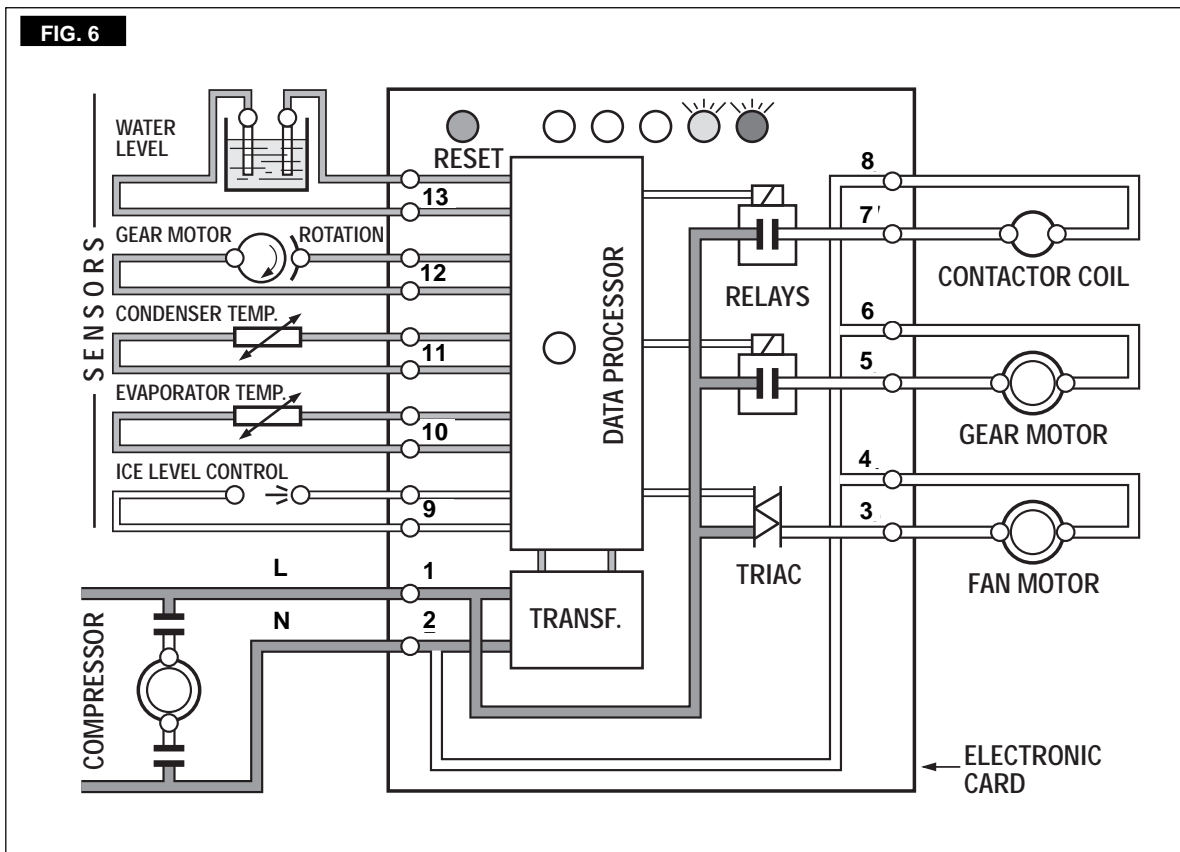 FIG. 6
WATER
LEVEL
RESET
13
GEAR MOTOR
ROTATION
12
CONDENSER TEMP.
11
EVAPORATOR TEMP.
10
ICE LEVEL CONTROL
9
SENSORS
L
1
N
2
COMPRESSOR
DATA PROCESSOR
TRANSF.
RELAYS
TRIAC
8
7'
CONTACTOR COIL
6
5
GEAR MOTOR
4
3
FAN MOTOR
ELECTRONIC
CARD